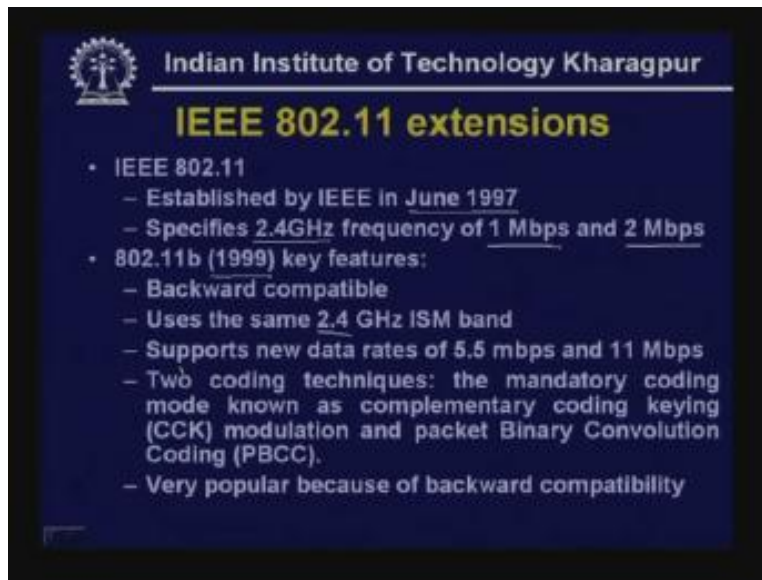 Indian Institute of Technology Kharagpur
IEEE 802.11 extensions
• IEEE 802.11
– Established by IEEE in June 1997
– Specifies 2.4GHz frequency of 1 Mbps and 2 Mbps
• 802.11b (1999) key features:
– Backward compatible
– Uses the same 2.4 GHz ISM band
– Supports new data rates of 5.5 mbps and 11 Mbps
– Two coding techniques: the mandatory coding
mode known as complementary coding keying
(CCK) modulation and packet Binary Convolution
Coding (PBCC).
– Very popular because of backward compatibility